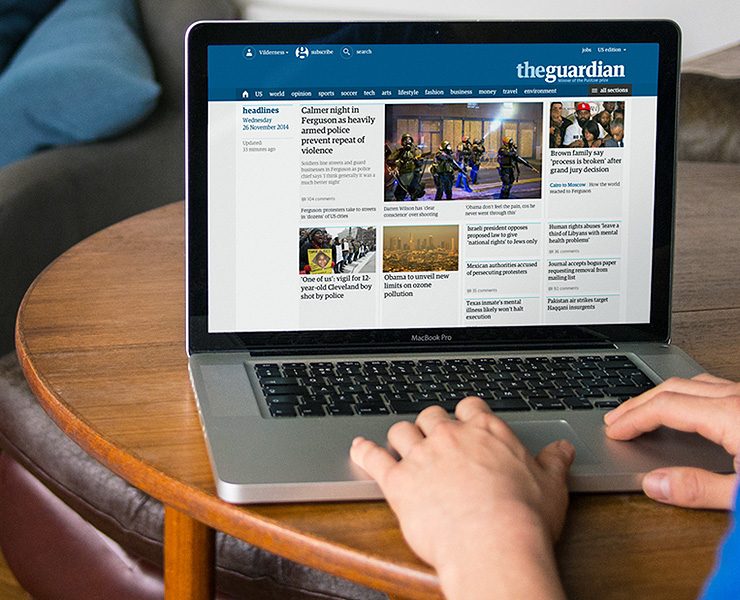 Vilderness
subscribe
search
jobs
US edition
theguardian
Winner of the Pulitzer prize
US world opinion sports soccer tech arts lifestyle fashion business money travel environment all sections
headlines
Wednesday
26 November 2014
Updated:
33 minutes ago
Calmer night in
Ferguson as heavily
armed police
prevent repeat of
violence
Soldiers line streets and guard
businesses in Ferguson as police
chief says 'I think generally it was a
much better night'
104 comments
Ferguson: protesters take to streets
in 'dozens' of US cities
Darren Wilson has 'clear
conscience' over shooting
'Obama don't feel the pain, cos he
never went through this'
Brown family say
'process is broken' after
grand jury decision
Cairo to Moscow How the world
reacted to Ferguson
'One of us': vigil for 12-
year-old Cleveland boy
shot by police
Obama to unveil new
limits on ozone
pollution
Israeli president opposes
proposed law to give
'national rights' to Jews only
Mexican authorities accused
of persecuting protesters
comments
Texas inmate's mental
illness likely won't halt
execution
Human rights abuses 'leave a
third of Libyans with mental
health problems'
comments
Journal accepts bogus paper
requesting removal from
mailing list
92 comments
Pakistan air strikes target
Haqqani insurgents
MacBook Pro